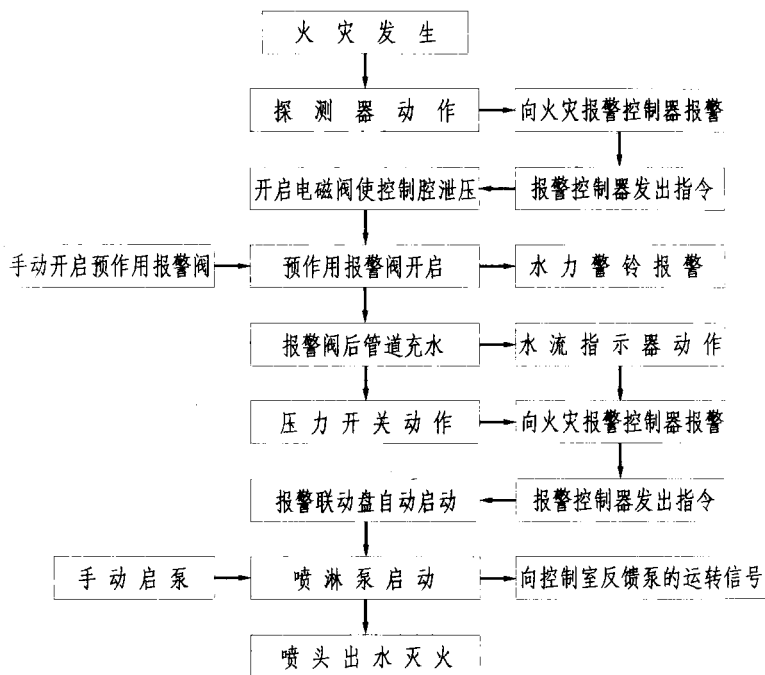 火灾发生
探测器动作
向火灾报警控制器报警
开启电磁阀使控制腔泄压
报警控制器发出指令
手动开启预作用报警阀
预作用报警阀开启
水力警铃报警
报警阀后管道充水
水流指示器动作
压力开关动作
向火灾报警控制器报警
报警联动盘自动启动
报警控制器发出指令
手动启泵
喷淋泵启动
向控制室反馈泵的运转信号
喷头出水灭火